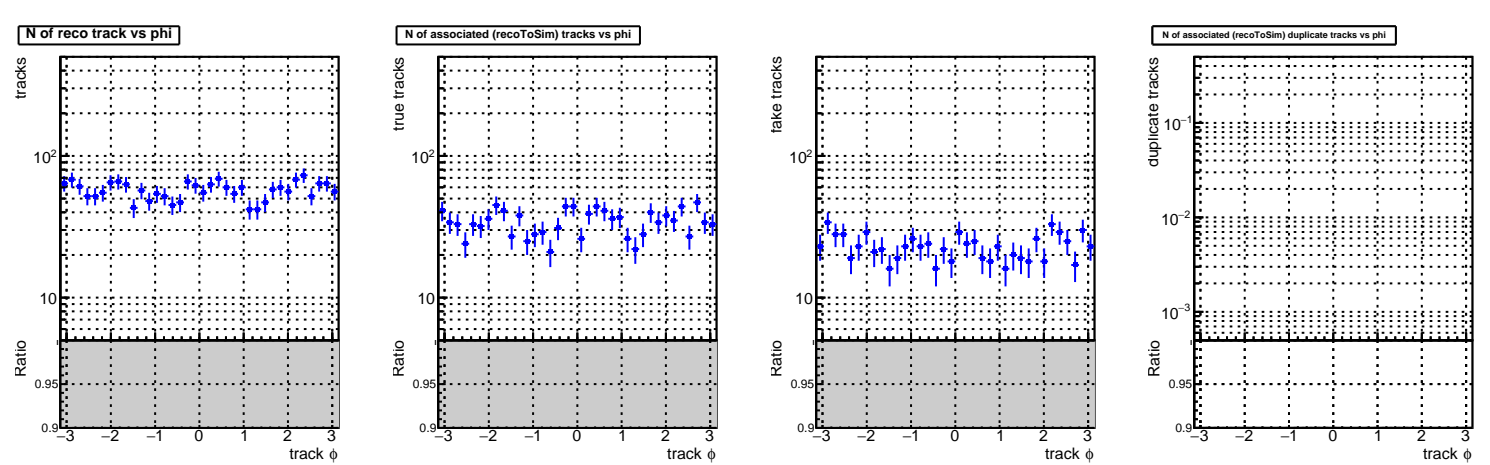 N of reco track vs phi
tracks
10²
10
Ratio
0.95
0.9
−3 −2 −1 0 1 2 3
track ϕ
N of associated (recoToSim) tracks vs phi
true tracks
10²
10
Ratio
0.95
0.9
−3 −2 −1 0 1 2 3
track ϕ
fake tracks
10²
10
Ratio
0.95
0.9
−3 −2 −1 0 1 2 3
track ϕ
N of associated (recoToSim) duplicate tracks vs phi
duplicate tracks
10⁻¹
10⁻²
10⁻³
Ratio
0.95
0.9
−3 −2 −1 0 1 2 3
track ϕ